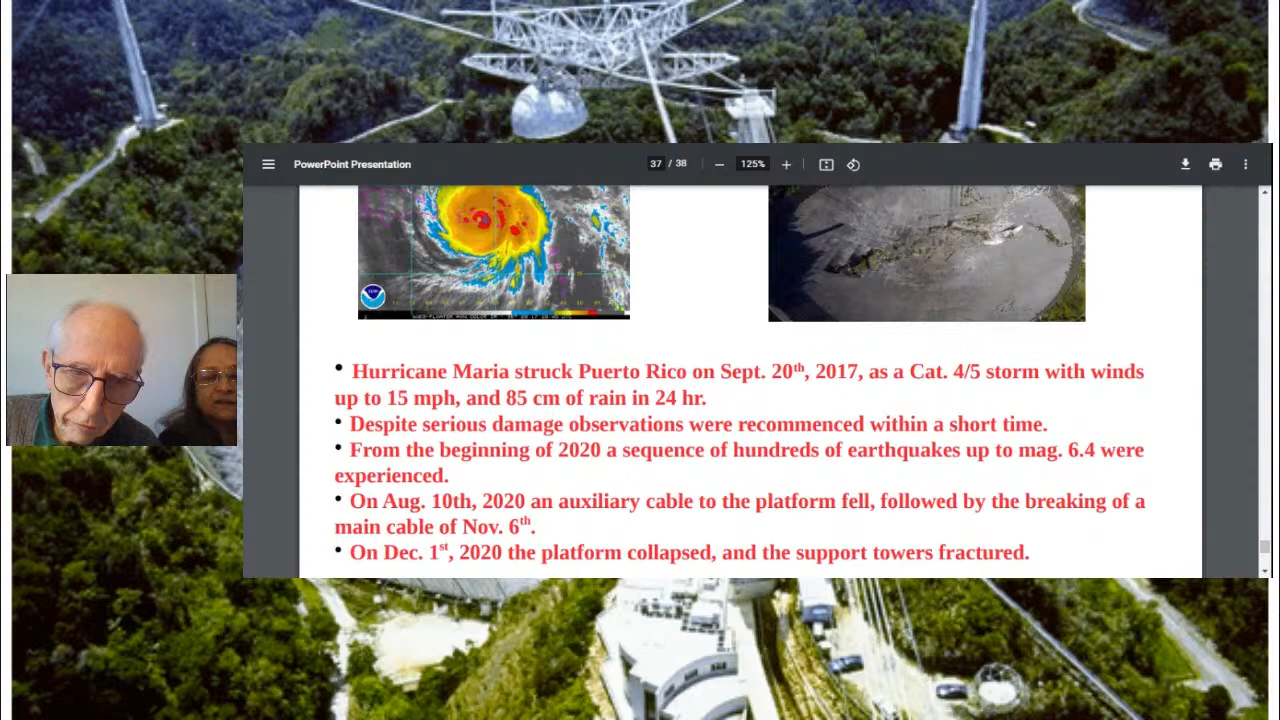 PowerPoint Presentation
37 / 38
125%
• Hurricane Maria struck Puerto Rico on Sept. 20th, 2017, as a Cat. 4/5 storm with winds
up to 15 mph, and 85 cm of rain in 24 hr.
• Despite serious damage observations were recommenced within a short time.
• From the beginning of 2020 a sequence of hundreds of earthquakes up to mag. 6.4 were
experienced.
• On Aug. 10th, 2020 an auxiliary cable to the platform fell, followed by the breaking of a
main cable of Nov. 6th.
• On Dec. 1st, 2020 the platform collapsed, and the support towers fractured.